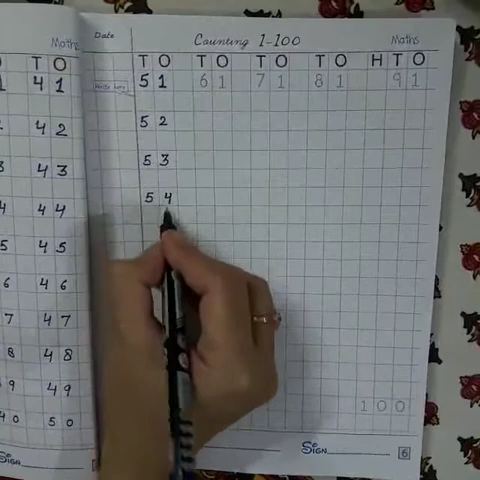 Maths
T O
4 1
4 2
4 3
4 4
4 5
4 6
4 7
4 8
4 9
5 0
SIGN
Date
Counting 1-100
Maths
T O T O T O T O H T O
5 1 6 1 7 1 8 1 9 1
5 2
5 3
5 4
1 0 0
SIGN
6